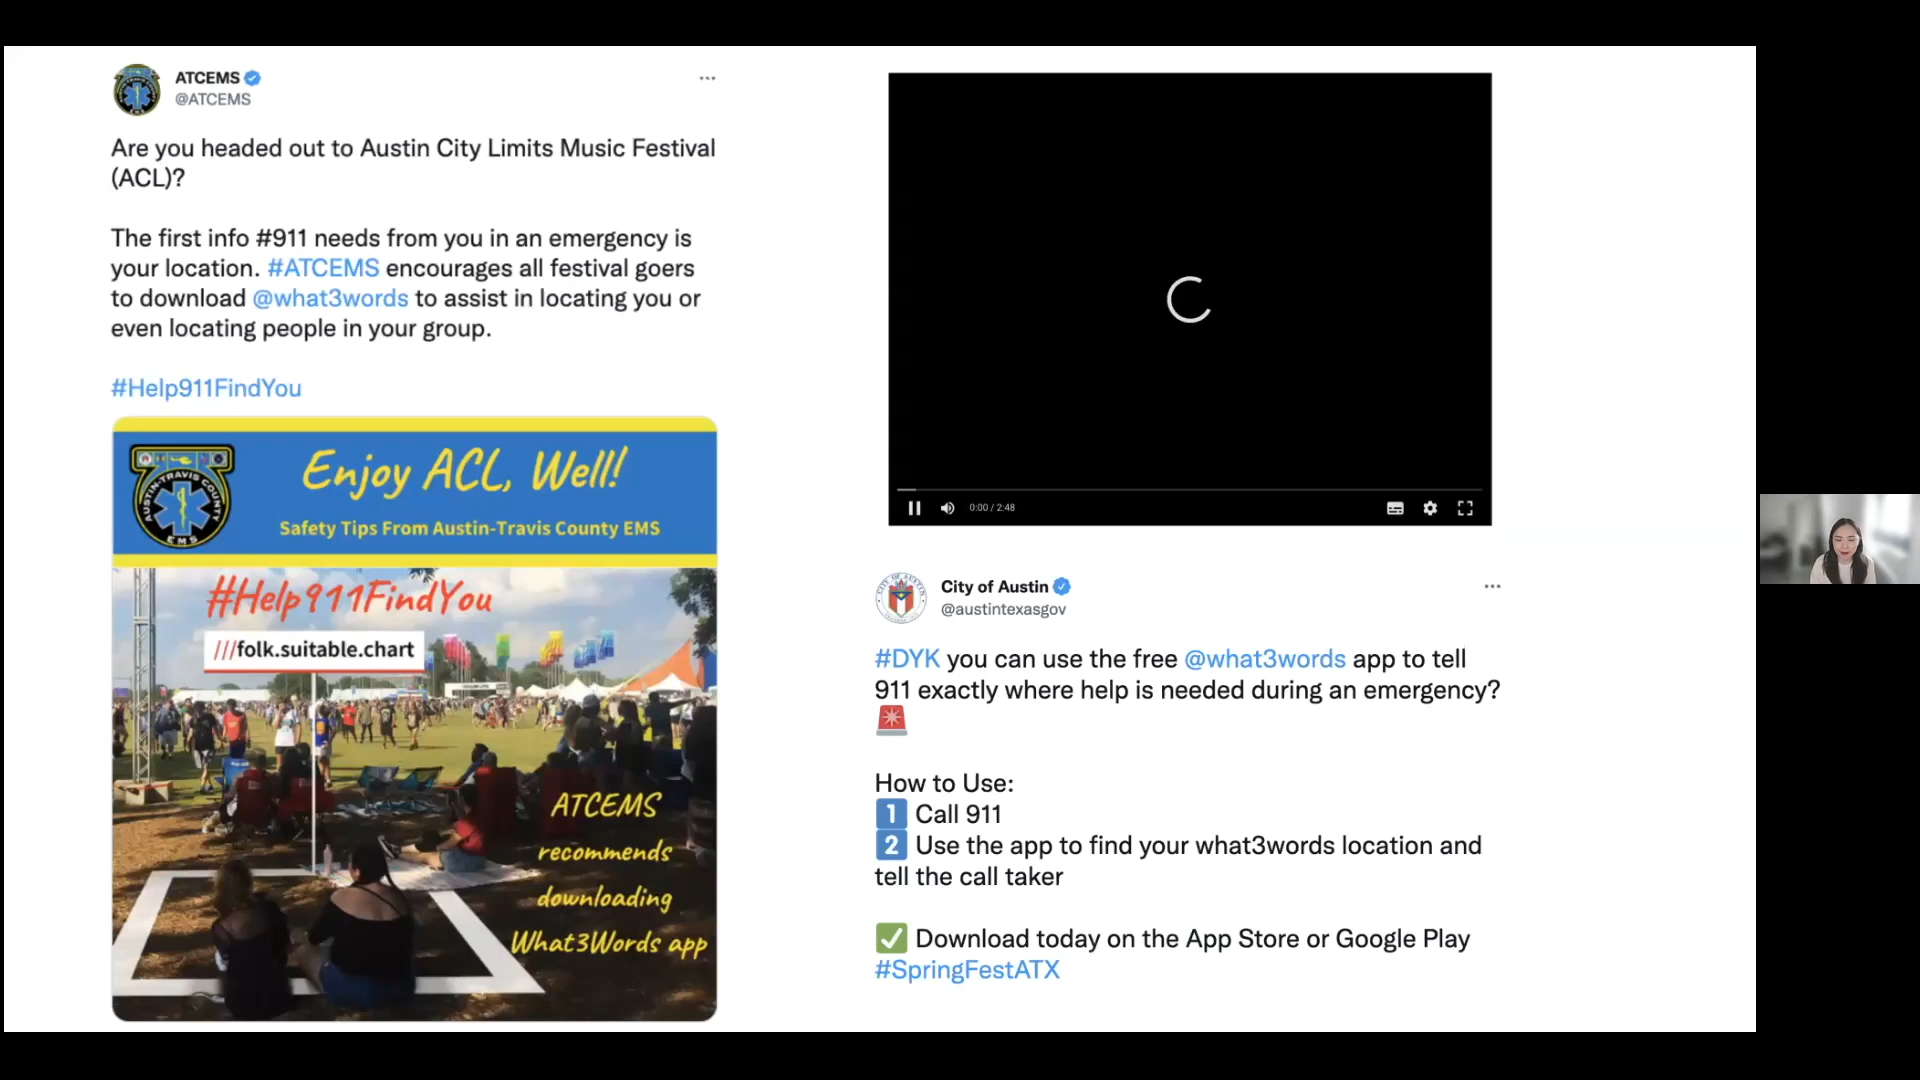 ATCEMS
@ATCEMS
Are you headed out to Austin City Limits Music Festival
(ACL)?
The first info #911 needs from you in an emergency is
your location. #ATCEMS encourages all festival goers
to download @what3words to assist in locating you or
even locating people in your group.
#Help911FindYou
AUSTIN-TRAVIS COUNTY
EMS
Enjoy ACL, Well!
Safety Tips From Austin-Travis County EMS
#Help911FindYou
///folk.suitable.chart
ATCEMS
recommends
downloading
What3Words app
0:00 / 2:48
City of Austin
@austintexasgov
#DYK you can use the free @what3words app to tell
911 exactly where help is needed during an emergency?
How to Use:
1 Call 911
2 Use the app to find your what3words location and
tell the call taker
Download today on the App Store or Google Play
#SpringFestATX